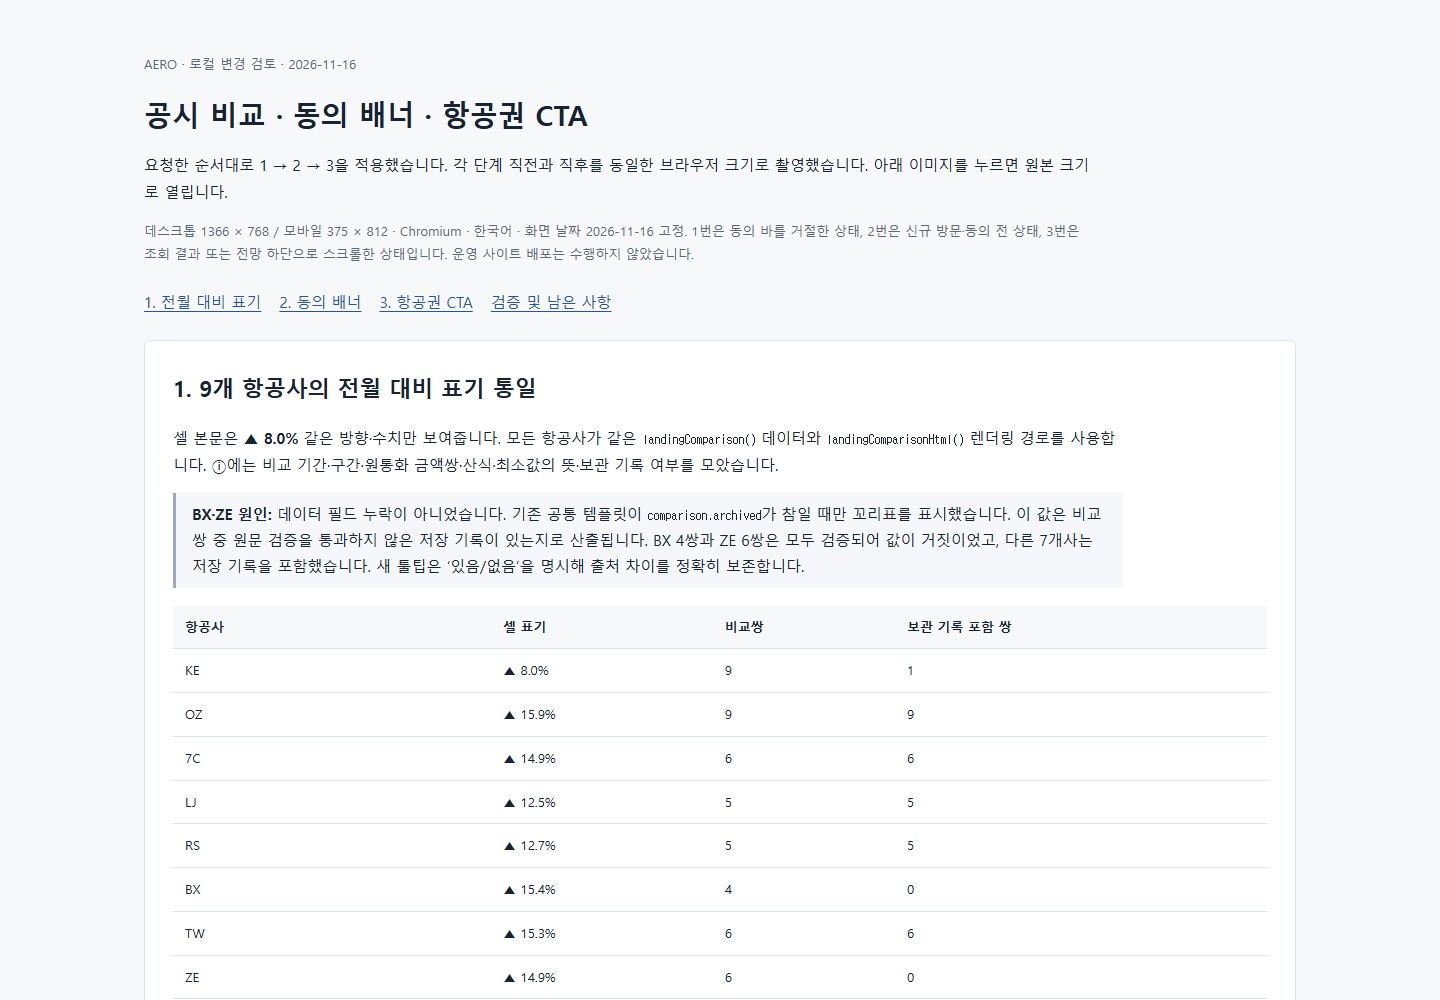 AERO · 로컬 변경 검토 · 2026-11-16
공시 비교 · 동의 배너 · 항공권 CTA
요청한 순서대로 1 → 2 → 3을 적용했습니다. 각 단계 직전과 직후를 동일한 브라우저 크기로 촬영했습니다. 아래 이미지를 누르면 원본 크기
로 열립니다.
데스크톱 1366 × 768 / 모바일 375 × 812 · Chromium · 한국어 · 화면 날짜 2026-11-16 고정. 1번은 동의 바를 거절한 상태, 2번은 신규 방문·동의 전 상태, 3번은
조회 결과 또는 전망 하단으로 스크롤한 상태입니다. 운영 사이트 배포는 수행하지 않았습니다.
1. 전월 대비 표기 2. 동의 배너 3. 항공권 CTA 검증 및 남은 사항
1. 9개 항공사의 전월 대비 표기 통일
셀 본문은 ▲ 8.0% 같은 방향·수치만 보여줍니다. 모든 항공사가 같은 landingComparison() 데이터와 landingComparisonHtml() 렌더링 경로를 사용합
니다. ⓘ에는 비교 기간·구간·원통화 금액쌍·산식·최소값의 뜻·보관 기록 여부를 모았습니다.
BX·ZE 원인: 데이터 필드 누락이 아니었습니다. 기존 공통 템플릿이 comparison.archived가 참일 때만 꼬리표를 표시했습니다. 이 값은 비교
쌍 중 원문 검증을 통과하지 않은 저장 기록이 있는지로 산출됩니다. BX 4쌍과 ZE 6쌍은 모두 검증되어 값이 거짓이었고, 다른 7개사는
저장 기록을 포함했습니다. 새 툴팁은 ‘있음/없음’을 명시해 출처 차이를 정확히 보존합니다.
항공사 셀 표기 비교쌍 보관 기록 포함 쌍
KE ▲ 8.0% 9 1
OZ ▲ 15.9% 9 9
7C ▲ 14.9% 6 6
LJ ▲ 12.5% 5 5
RS ▲ 12.7% 5 5
BX ▲ 15.4% 4 0
TW ▲ 15.3% 6 6
ZE ▲ 14.9% 6 0